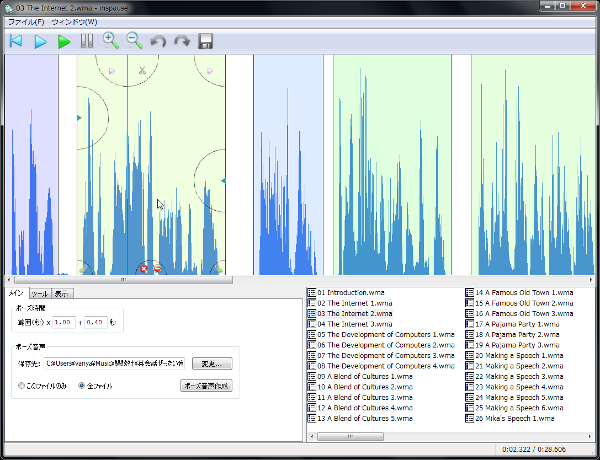 03 The Internet 2.wma - inspause
ファイル(F) ウィンドウ(W)
メイン ツール 表示
ポーズ時間
範囲(秒) x 1.00 + 0.40 秒
ポーズ音声
保存先: 変更...
このファイルのみ 全ファイル ポーズ音声作成
01 Introduction.wma
02 The Internet 1.wma
03 The Internet 2.wma
04 The Internet 3.wma
05 The Development of Computers 1.wma
06 The Development of Computers 2.wma
07 The Development of Computers 3.wma
08 The Development of Computers 4.wma
09 A Blend of Cultures 1.wma
10 A Blend of Cultures 2.wma
11 A Blend of Cultures 3.wma
12 A Blend of Cultures 4.wma
13 A Blend of Cultures 5.wma
14 A Famous Old Town 1.wma
15 A Famous Old Town 2.wma
16 A Famous Old Town 3.wma
17 A Pajama Party 1.wma
18 A Pajama Party 2.wma
19 A Pajama Party 3.wma
20 Making a Speech 1.wma
21 Making a Speech 2.wma
22 Making a Speech 3.wma
23 Making a Speech 4.wma
24 Making a Speech 5.wma
25 Making a Speech 6.wma
26 Mika's Speech 1.wma
0:02.322 / 0:28.606